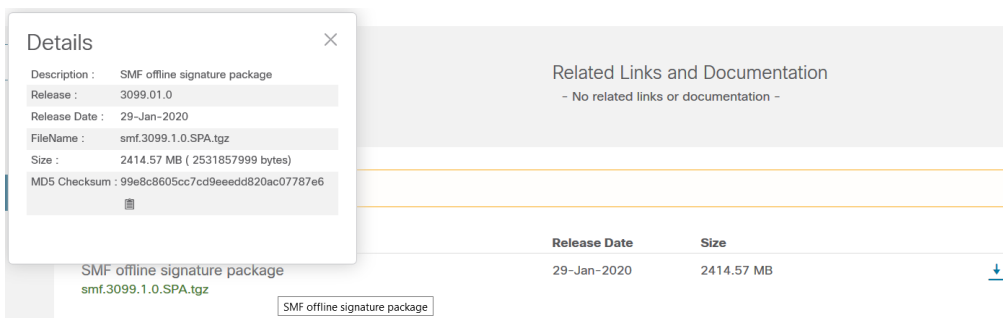 Details
Description : SMF offline signature package
Release : 3099.01.0
Release Date : 29-Jan-2020
FileName : smf.3099.1.0.SPA.tgz
Size : 2414.57 MB ( 2531857999 bytes)
MD5 Checksum : 99e8c8605cc7cd9eeedd820ac07787e6
Related Links and Documentation
- No related links or documentation -
Release Date Size
SMF offline signature package 29-Jan-2020 2414.57 MB
smf.3099.1.0.SPA.tgz
SMF offline signature package